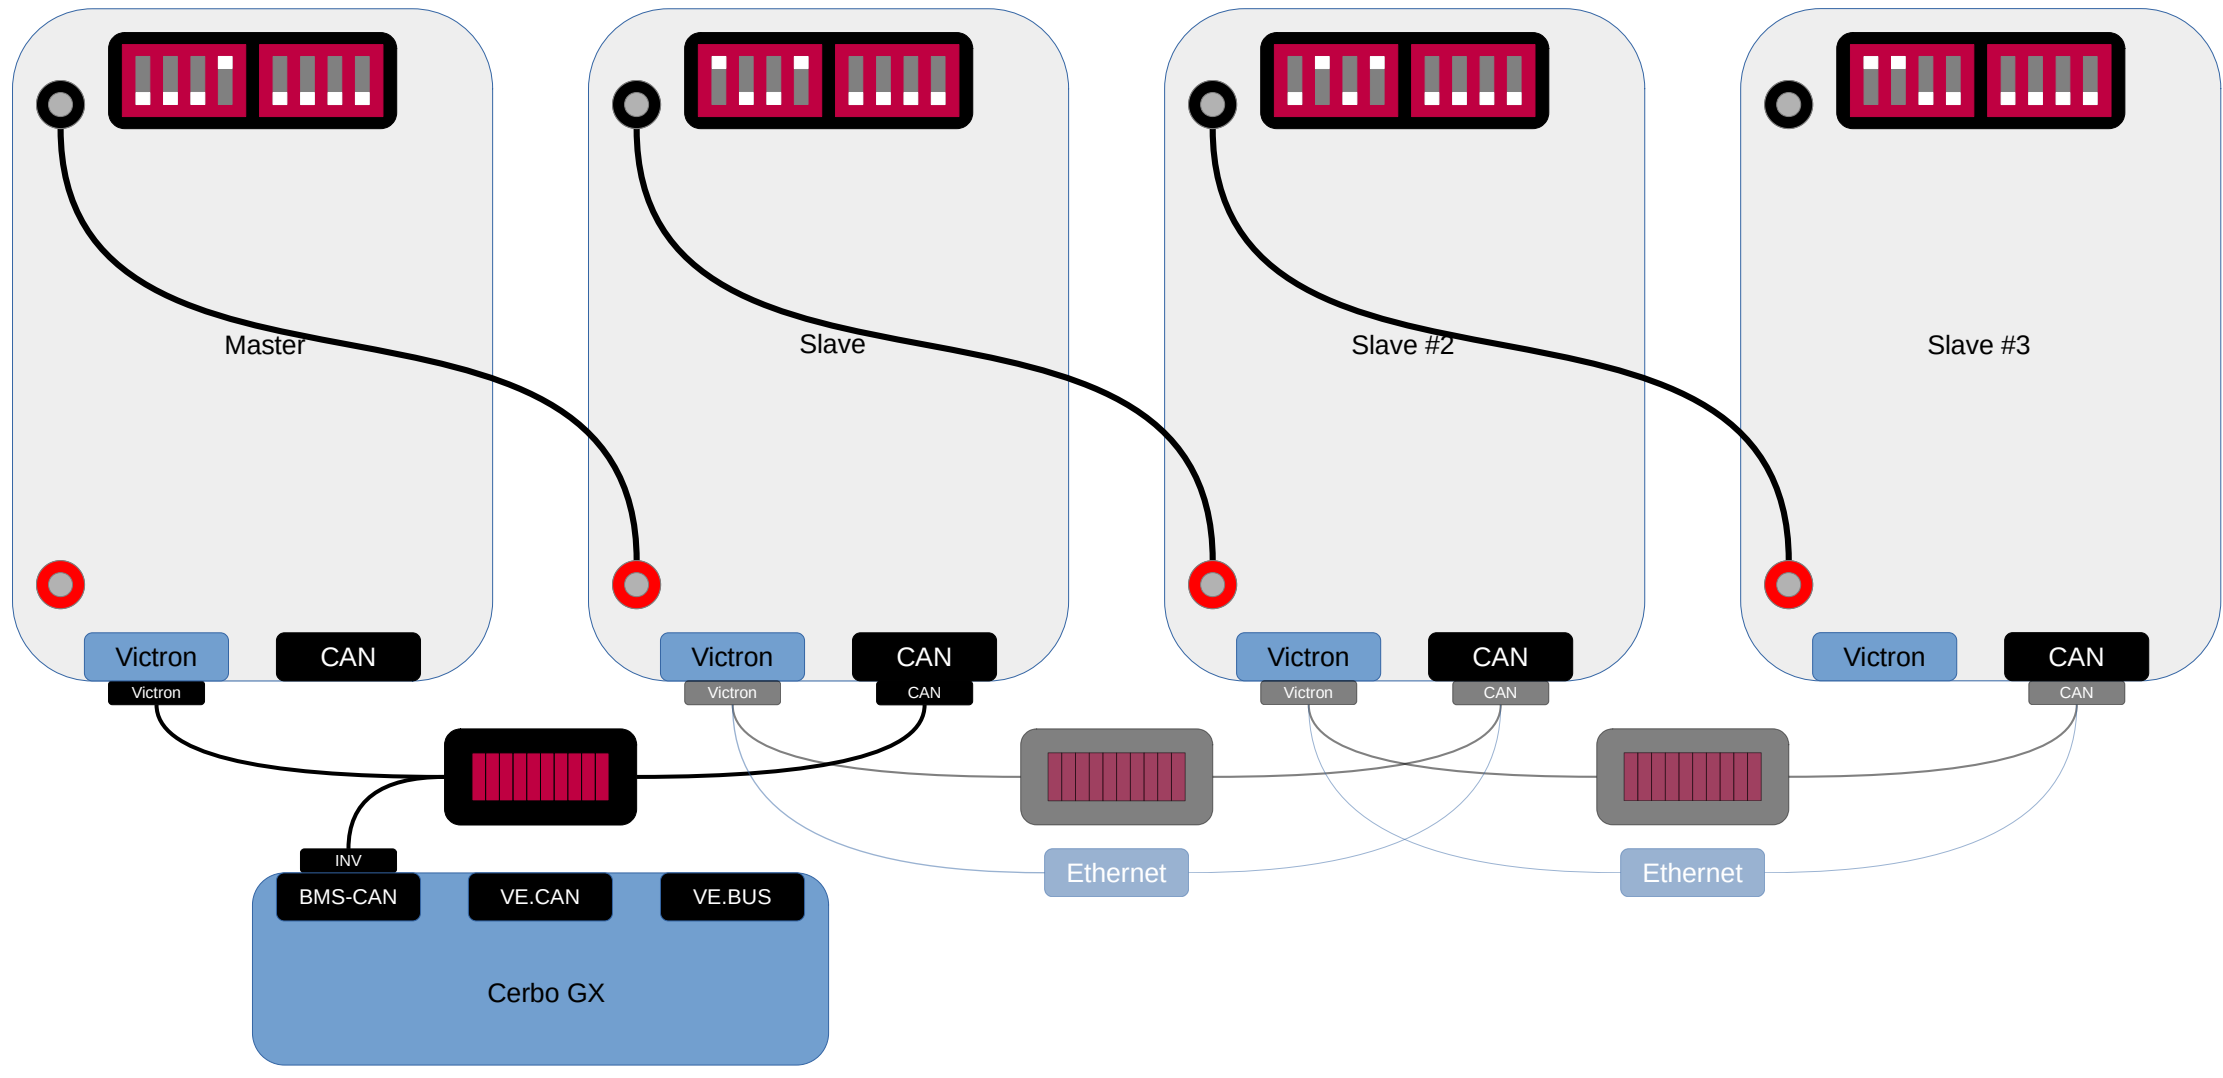 Master
Slave
Slave #2
Slave #3
Victron
CAN
Victron
CAN
Victron
CAN
Victron
CAN
Victron
Victron
CAN
Victron
CAN
CAN
INV
Ethernet
Ethernet
BMS-CAN
VE.CAN
VE.BUS
Cerbo GX